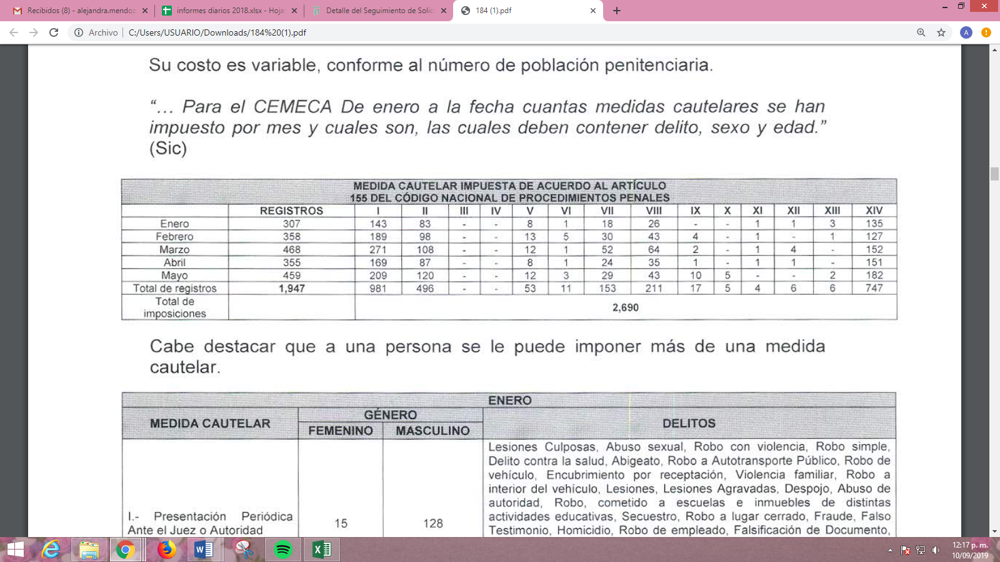 Recibidos (8) - alejandra.mendoz
informes diarios 2018.xlsx - Hoja
Detalle del Seguimiento de Solici
184 (1).pdf
Archivo
C:/Users/USUARIO/Downloads/184%20(1).pdf
A
Su costo es variable, conforme al número de población penitenciaria.
“... Para el CEMECA De enero a la fecha cuantas medidas cautelares se han
impuesto por mes y cuales son, las cuales deben contener delito, sexo y edad.”
(Sic)
MEDIDA CAUTELAR IMPUESTA DE ACUERDO AL ARTÍCULO
155 DEL CÓDIGO NACIONAL DE PROCEDIMIENTOS PENALES
REGISTROS I II III IV V VI VII VIII IX X XI XII XIII XIV
Enero 307 143 83 - - 8 1 18 26 - - 1 1 3 135
Febrero 358 189 98 - - 13 5 30 43 4 - 1 - 1 127
Marzo 468 271 108 - - 12 1 52 64 2 - 1 4 - 152
Abril 355 169 87 - - 8 1 24 35 1 - 1 1 - 151
Mayo 459 209 120 - - 12 3 29 43 10 5 - - 2 182
Total de registros 1,947 981 496 - - 53 11 153 211 17 5 4 6 6 747
Total de
imposiciones
2,690
Cabe destacar que a una persona se le puede imponer más de una medida
cautelar.
ENERO
MEDIDA CAUTELAR
GÉNERO
FEMENINO MASCULINO
DELITOS
I.- Presentación Periódica
Ante el Juez o Autoridad
15
128
Lesiones Culposas, Abuso sexual, Robo con violencia, Robo simple,
Delito contra la salud, Abigeato, Robo a Autotransporte Público, Robo de
vehículo, Encubrimiento por receptación, Violencia familiar, Robo a
interior del vehículo, Lesiones, Lesiones Agravadas, Despojo, Abuso de
autoridad, Robo, cometido a escuelas e inmuebles de distintas
actividades educativas, Secuestro, Robo a lugar cerrado, Fraude, Falso
Testimonio, Homicidio, Robo de empleado, Falsificación de Documento,
12:17 p. m.
10/09/2019